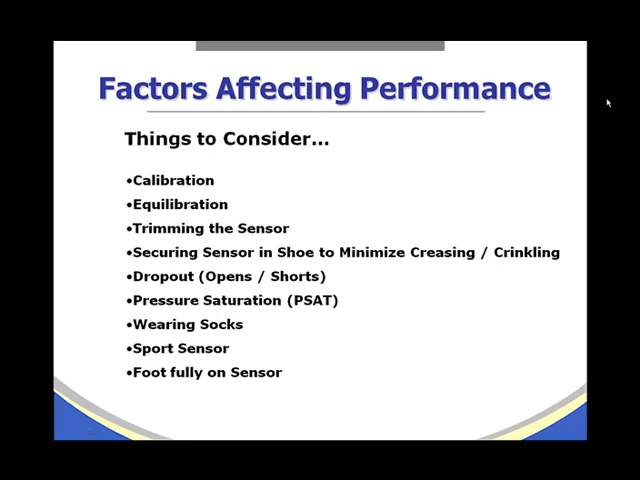 Factors Affecting Performance
Things to Consider...
•Calibration
•Equilibration
•Trimming the Sensor
•Securing Sensor in Shoe to Minimize Creasing / Crinkling
•Dropout (Opens / Shorts)
•Pressure Saturation (PSAT)
•Wearing Socks
•Sport Sensor
•Foot fully on Sensor